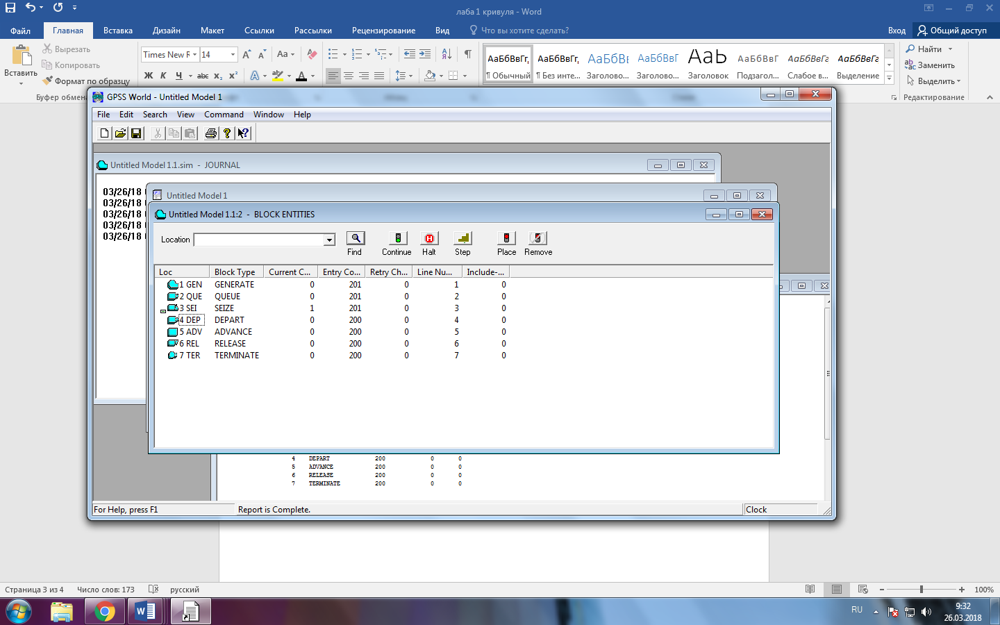 лаба 1 кривуля - Word
Файл Главная Вставка Дизайн Макет Ссылки Рассылки Рецензирование Вид Что вы хотите сделать? Вход Общий доступ
Вставить
Вырезать
Копировать
Формат по образцу
Буфер обмена
Times New R 14
Ж К Ч abc x₂ x²
АаБбВвГг, АаБбВвГг, АаБбВв АаБбВвГ АаЬ АаБбВвГ АаБбВвГг АаБбВвГг
¶ Обычный ¶ Без инте... Заголово... Заголово... Заголовок Подзагол... Слабое в... Выделение
Найти
Заменить
Выделить
Редактирование
GPSS World - Untitled Model 1
File Edit Search View Command Window Help
Untitled Model 1.1.sim - JOURNAL
03/26/18
03/26/18
03/26/18
03/26/18
03/26/18
Untitled Model 1
Untitled Model 1.1:2 - BLOCK ENTITIES
Location Find Continue Halt Step Place Remove
Loc Block Type Current C... Entry Co... Retry Ch... Line Nu... Include-...
1 GEN GENERATE 0 201 0 1 0
2 QUE QUEUE 0 201 0 2 0
3 SEI SEIZE 1 201 0 3 0
4 DEP DEPART 0 200 0 4 0
5 ADV ADVANCE 0 200 0 5 0
6 REL RELEASE 0 200 0 6 0
7 TER TERMINATE 0 200 0 7 0
4 DEPART 200 0 0
5 ADVANCE 200 0 0
6 RELEASE 200 0 0
7 TERMINATE 200 0 0
For Help, press F1 Report is Complete. Clock
Страница 3 из 4 Число слов: 173 русский 100%
RU 9:32
26.03.2018